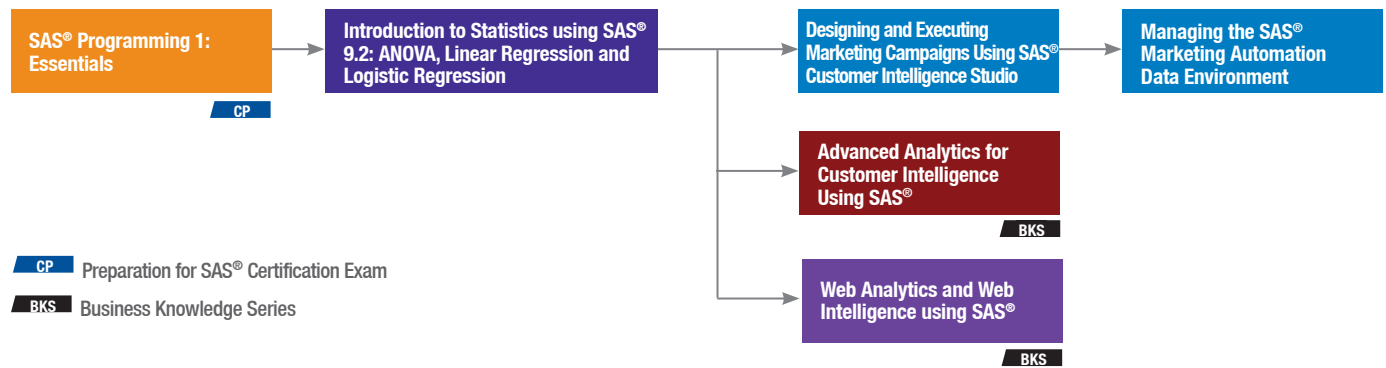 SAS® Programming 1:
Essentials
CP
Introduction to Statistics using SAS®
9.2: ANOVA, Linear Regression and
Logistic Regression
Designing and Executing
Marketing Campaigns Using SAS®
Customer Intelligence Studio
Managing the SAS®
Marketing Automation
Data Environment
Advanced Analytics for
Customer Intelligence
Using SAS®
BKS
Web Analytics and Web
Intelligence using SAS®
BKS
CP Preparation for SAS® Certification Exam
BKS Business Knowledge Series